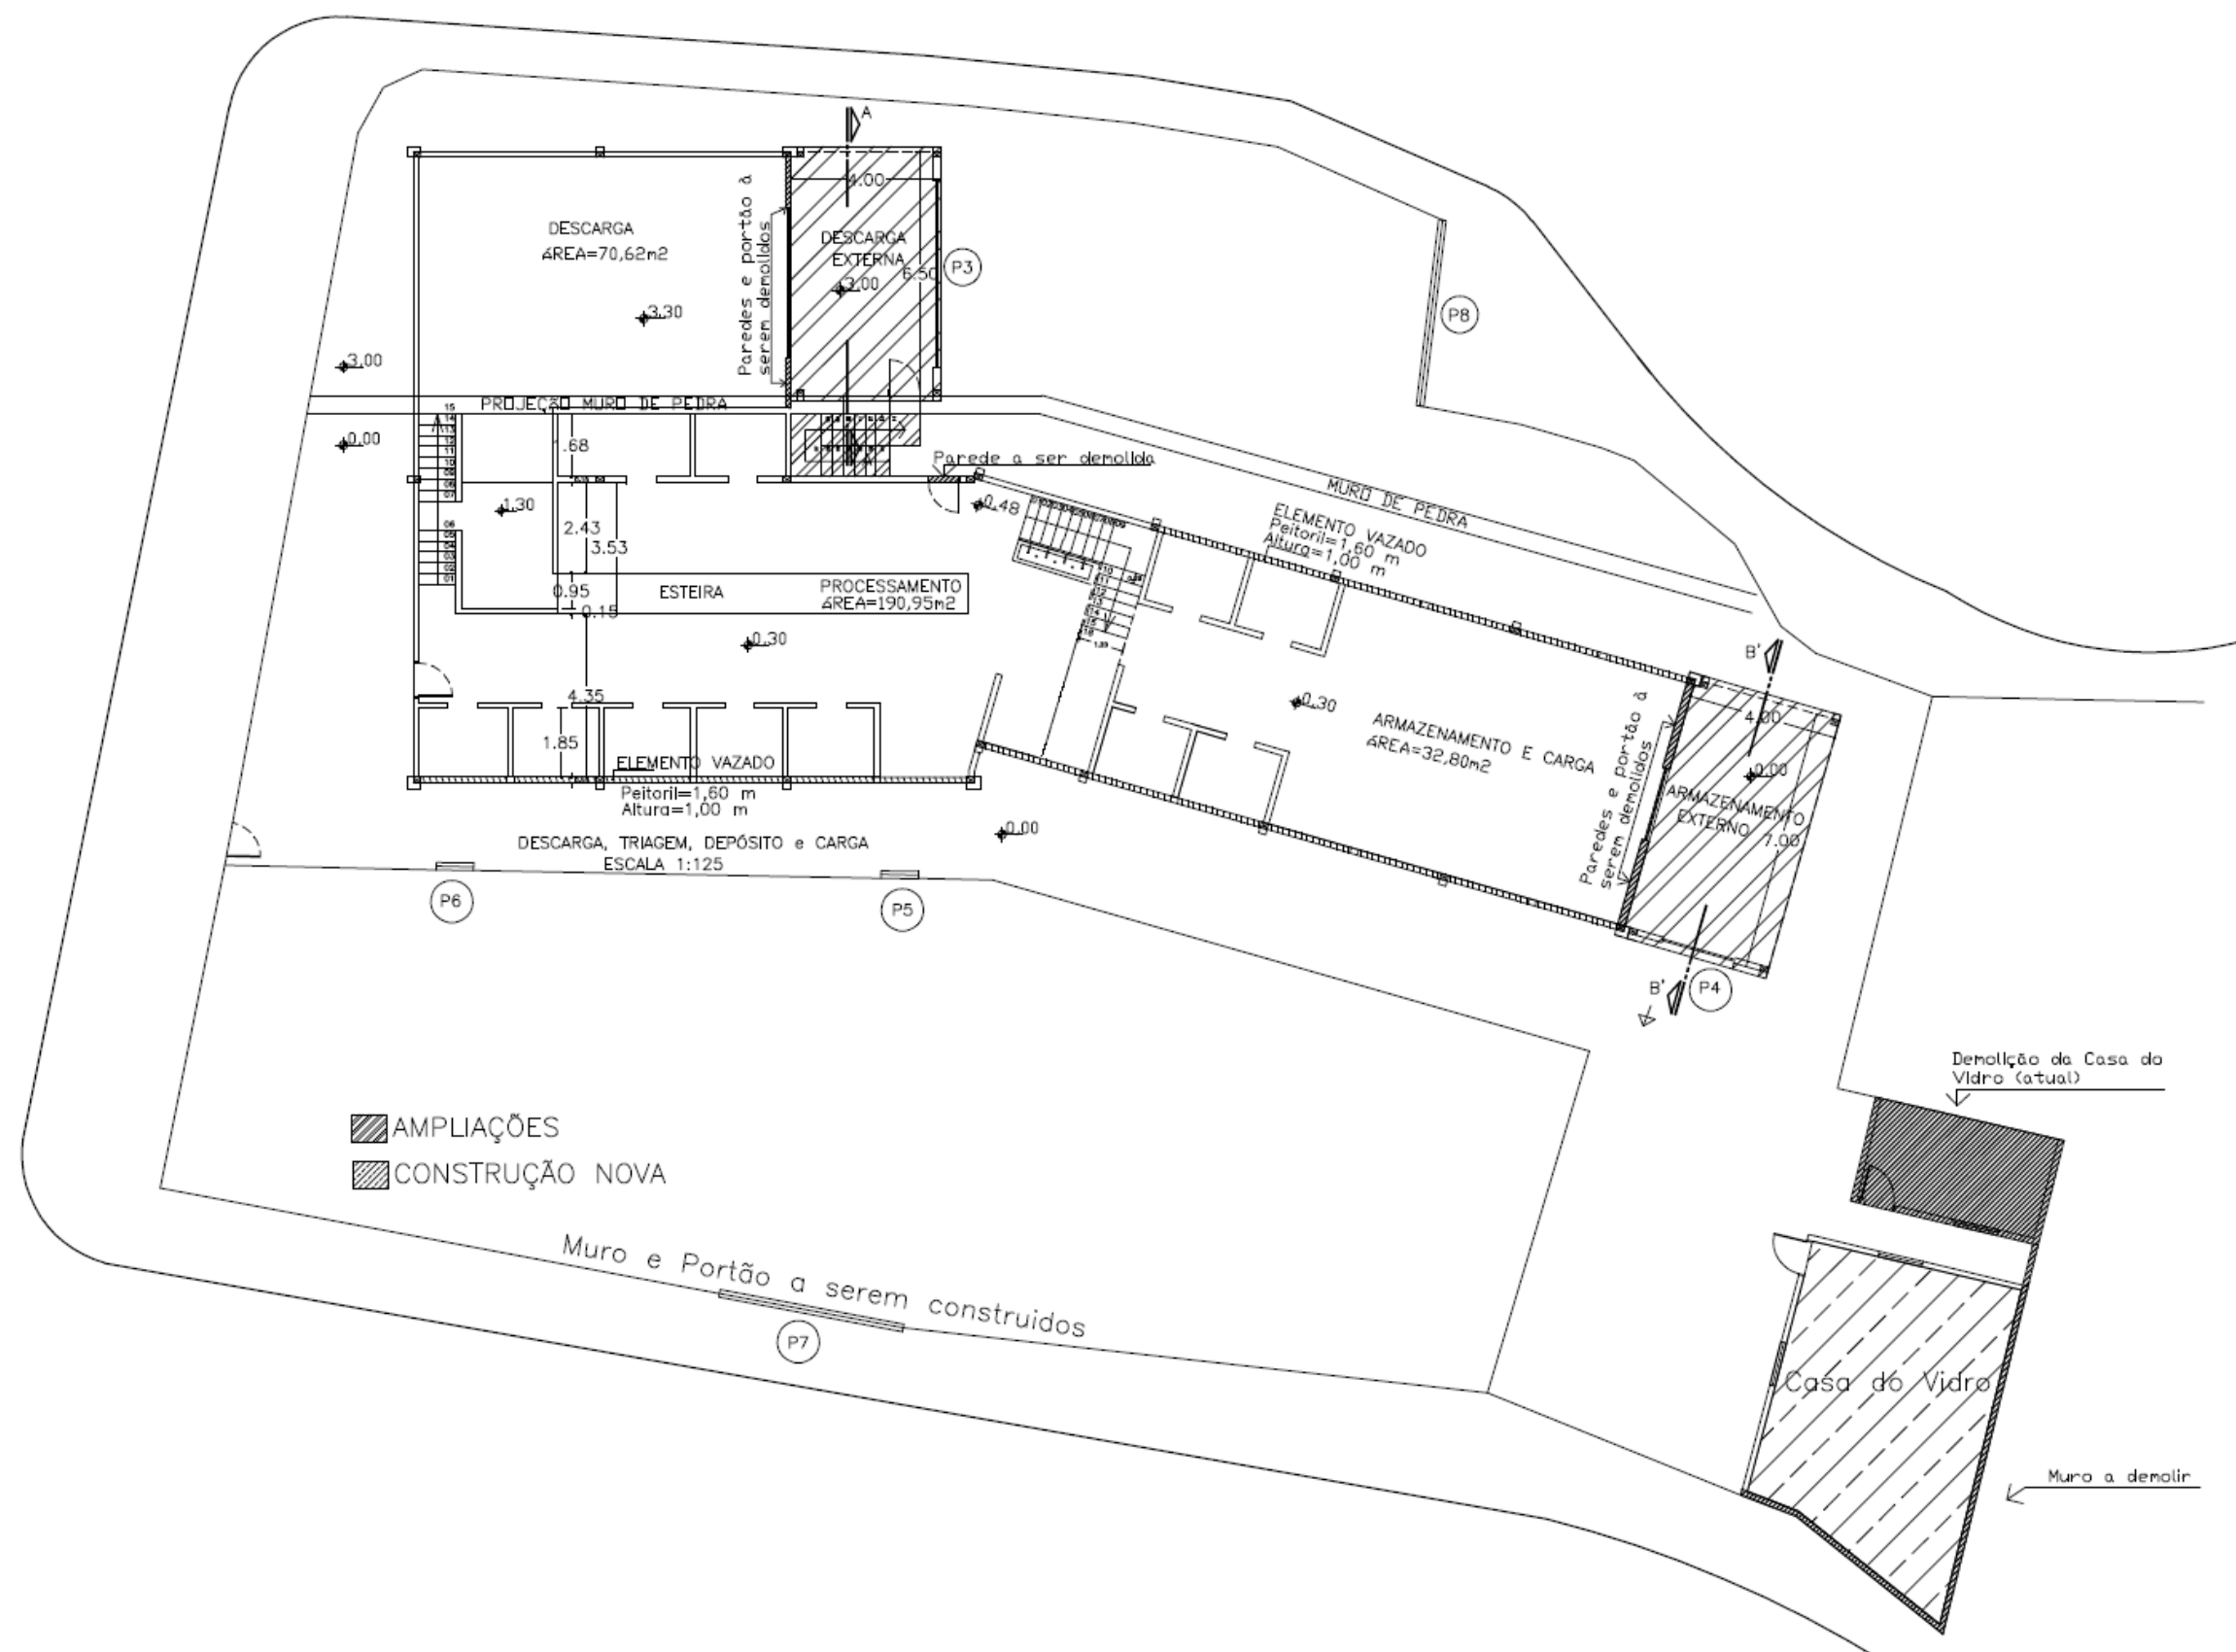 A
4.00
Paredes e portão à
serem demolidos
DESCARGA
ÁREA=70,62m2
DESCARGA
EXTERNA
6.50
P3
3,00
3,30
P8
3,00
PROJEÇÃO MURO DE PEDRA
0,00
.68
Parede a ser demolida
MURO DE PEDRA
1,30
0,48
ELEMENTO VAZADO
Peitoril=1,60 m
Altura=1,00 m
2.43
3.53
0.95
0.15
ESTEIRA
PROCESSAMENTO
ÁREA=190,95m2
0,30
B'
4.35
1.85
0,30
ARMAZENAMENTO E CARGA
ÁREA=32,80m2
Paredes e portão à
serem demolidos
4.00
0,00
ARMAZENAMENTO
EXTERNO
7.00
ELEMENTO VAZADO
Peitoril=1,60 m
Altura=1,00 m
0,00
DESCARGA, TRIAGEM, DEPÓSITO e CARGA
ESCALA 1:125
P6
P5
B'
P4
Demolição da Casa do
Vidro (atual)
AMPLIAÇÕES
CONSTRUÇÃO NOVA
Muro e Portão a serem construidos
P7
Casa do Vidro
Muro a demolir